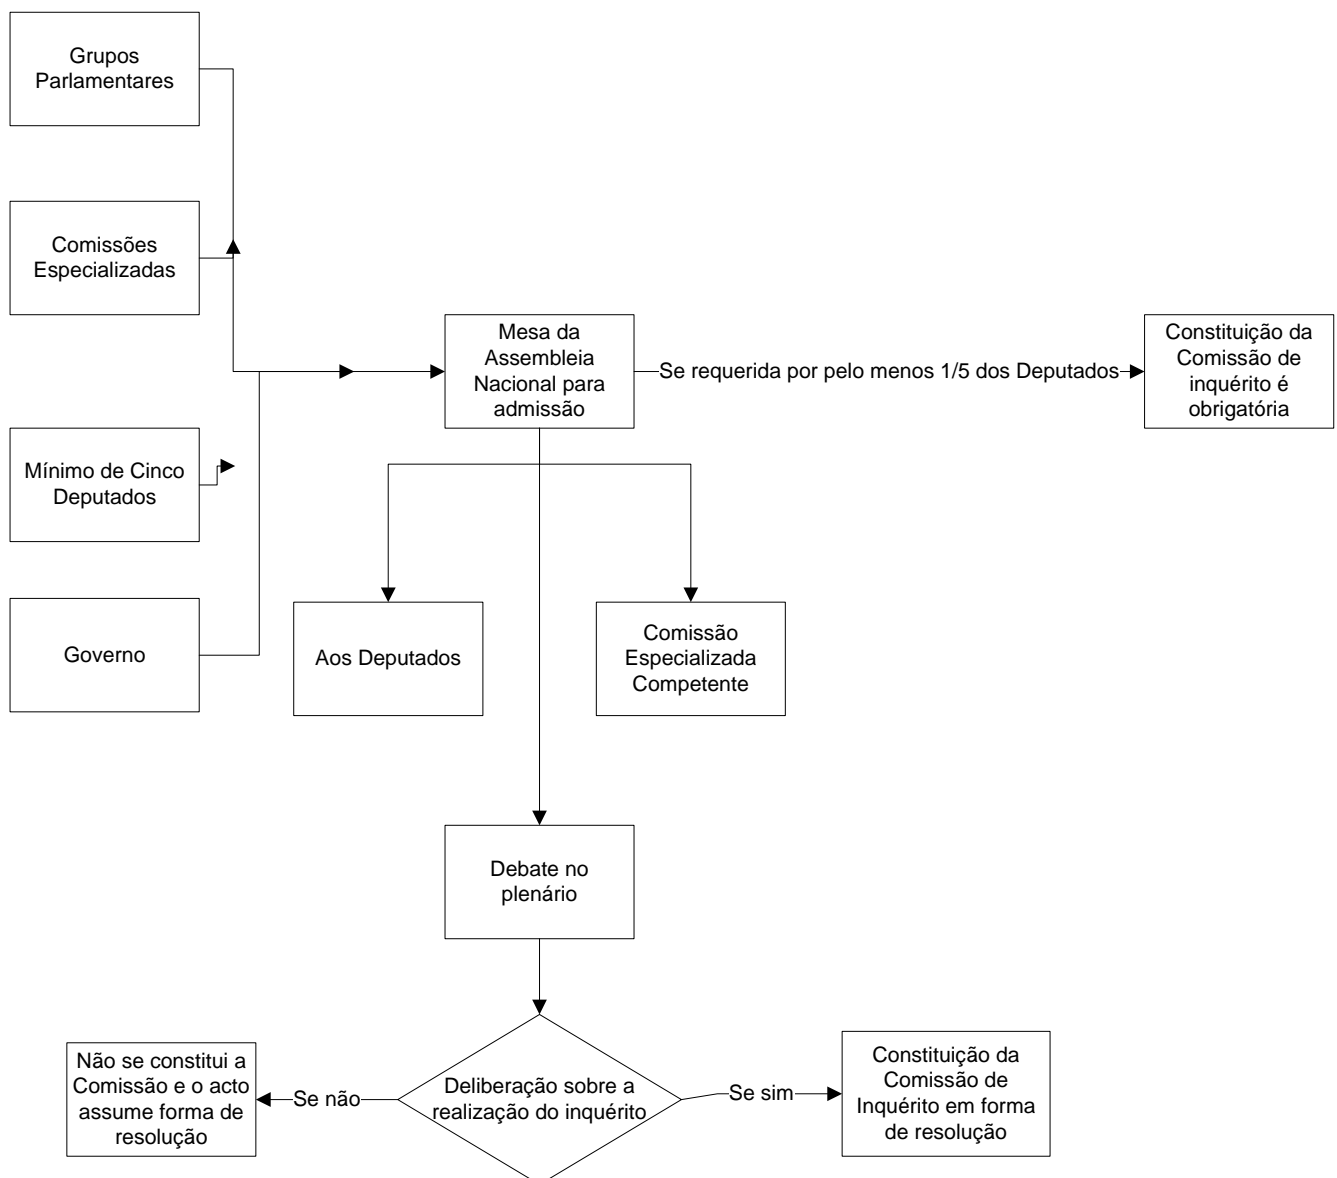 Grupos
Parlamentares
Comissões
Especializadas
Mesa da
Assembleia
Nacional para
admissão
Se requerida por pelo menos 1/5 dos Deputados
Constituição da
Comissão de
inquérito é
obrigatória
Mínimo de Cinco
Deputados
Governo
Aos Deputados
Comissão
Especializada
Competente
Debate no
plenário
Deliberação sobre a
realização do inquérito
Se não
Não se constitui a
Comissão e o acto
assume forma de
resolução
Se sim
Constituição da
Comissão de
Inquérito em forma
de resolução